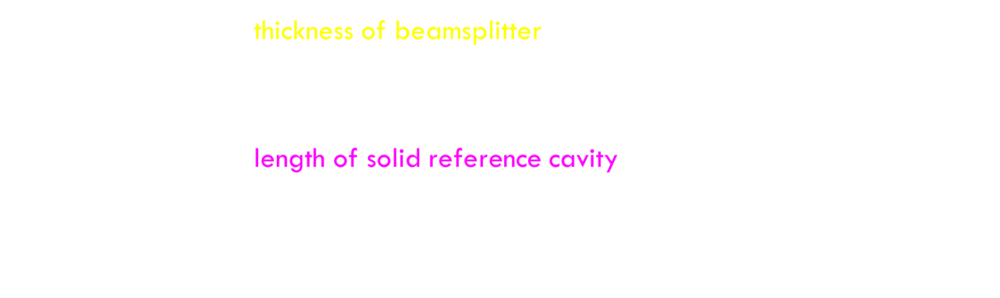 thickness of beamsplitter
length of solid reference cavity